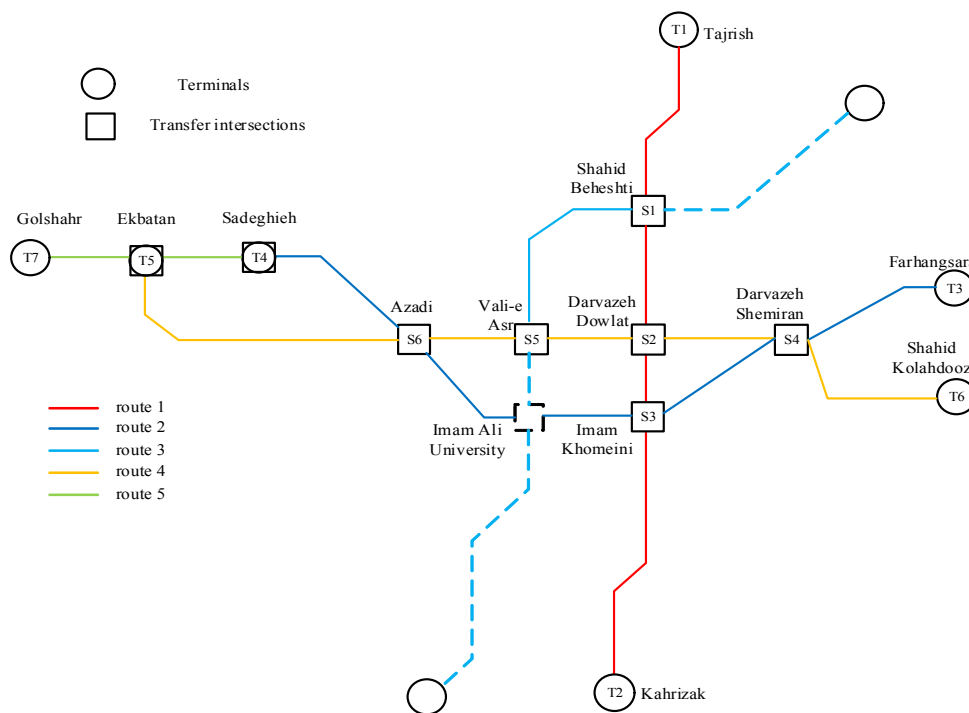 T1
Tajrish
Terminals
Transfer intersections
Shahid
Beheshti
S1
Golshahr
Ekbatan
Sadeghieh
T7
T5
T4
Farhangsara
T3
Azadi
Vali-e
Asr
Darvazeh
Dowlat
Darvazeh
Shemiran
S6
S5
S2
S4
Shahid
Kolahdooz
T6
route 1
route 2
route 3
route 4
route 5
Imam Ali
University
Imam
Khomeini
S3
T2
Kahrizak